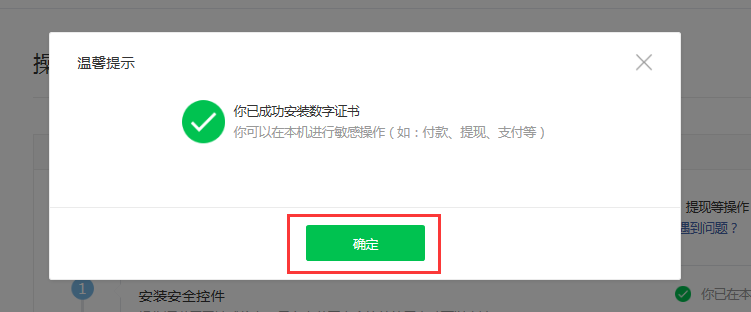 操
温馨提示
你已成功安装数字证书
你可以在本机进行敏感操作（如：付款、提现、支付等）
提现等操作
遇到问题？
确定
1
安装安全控件
你已在本